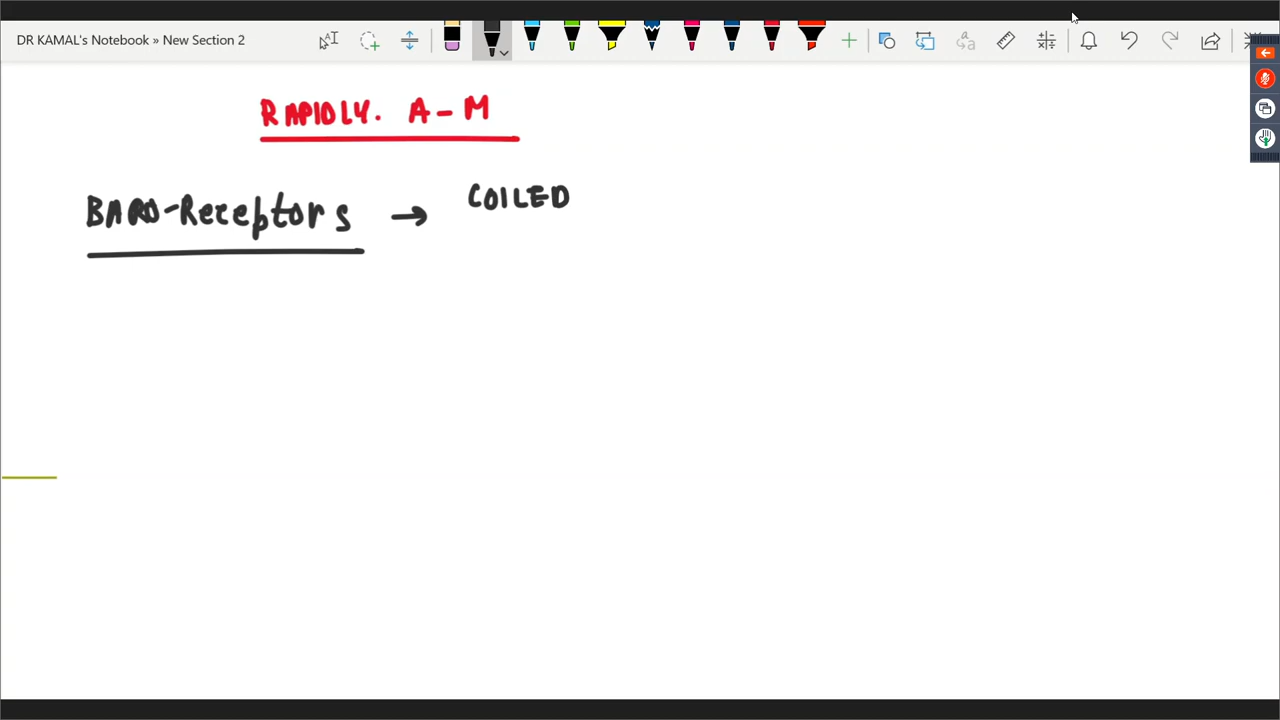 DR KAMAL's Notebook » New Section 2
RAPIDLY. A - M
BARO-Receptors → COILED